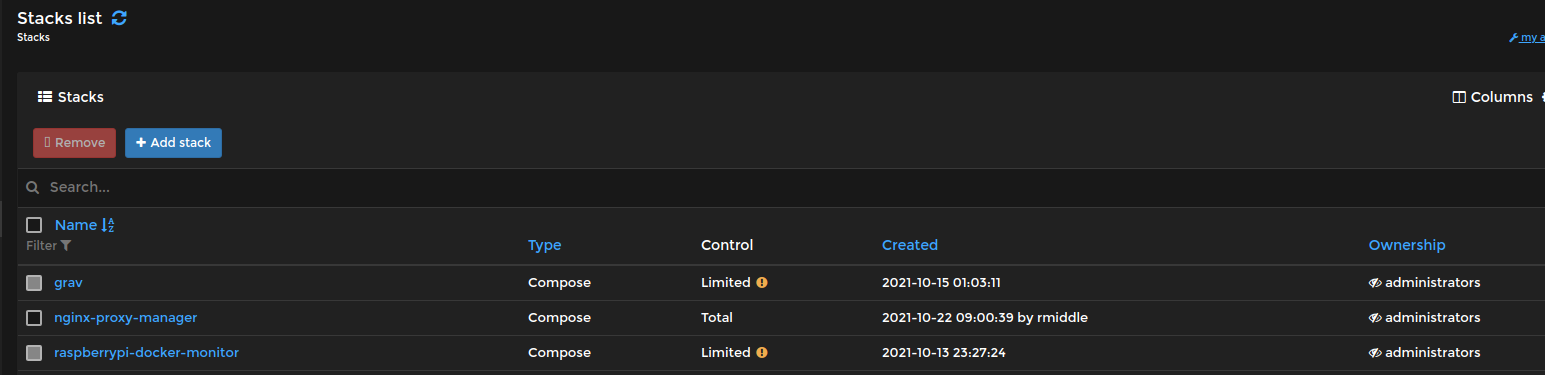 Stacks list
Stacks
my a
Stacks
Columns
Remove
+ Add stack
Search...
Name
Filter
Type Control Created Ownership
grav Compose Limited 2021-10-15 01:03:11 administrators
nginx-proxy-manager Compose Total 2021-10-22 09:00:39 by rmiddle administrators
raspberrypi-docker-monitor Compose Limited 2021-10-13 23:27:24 administrators